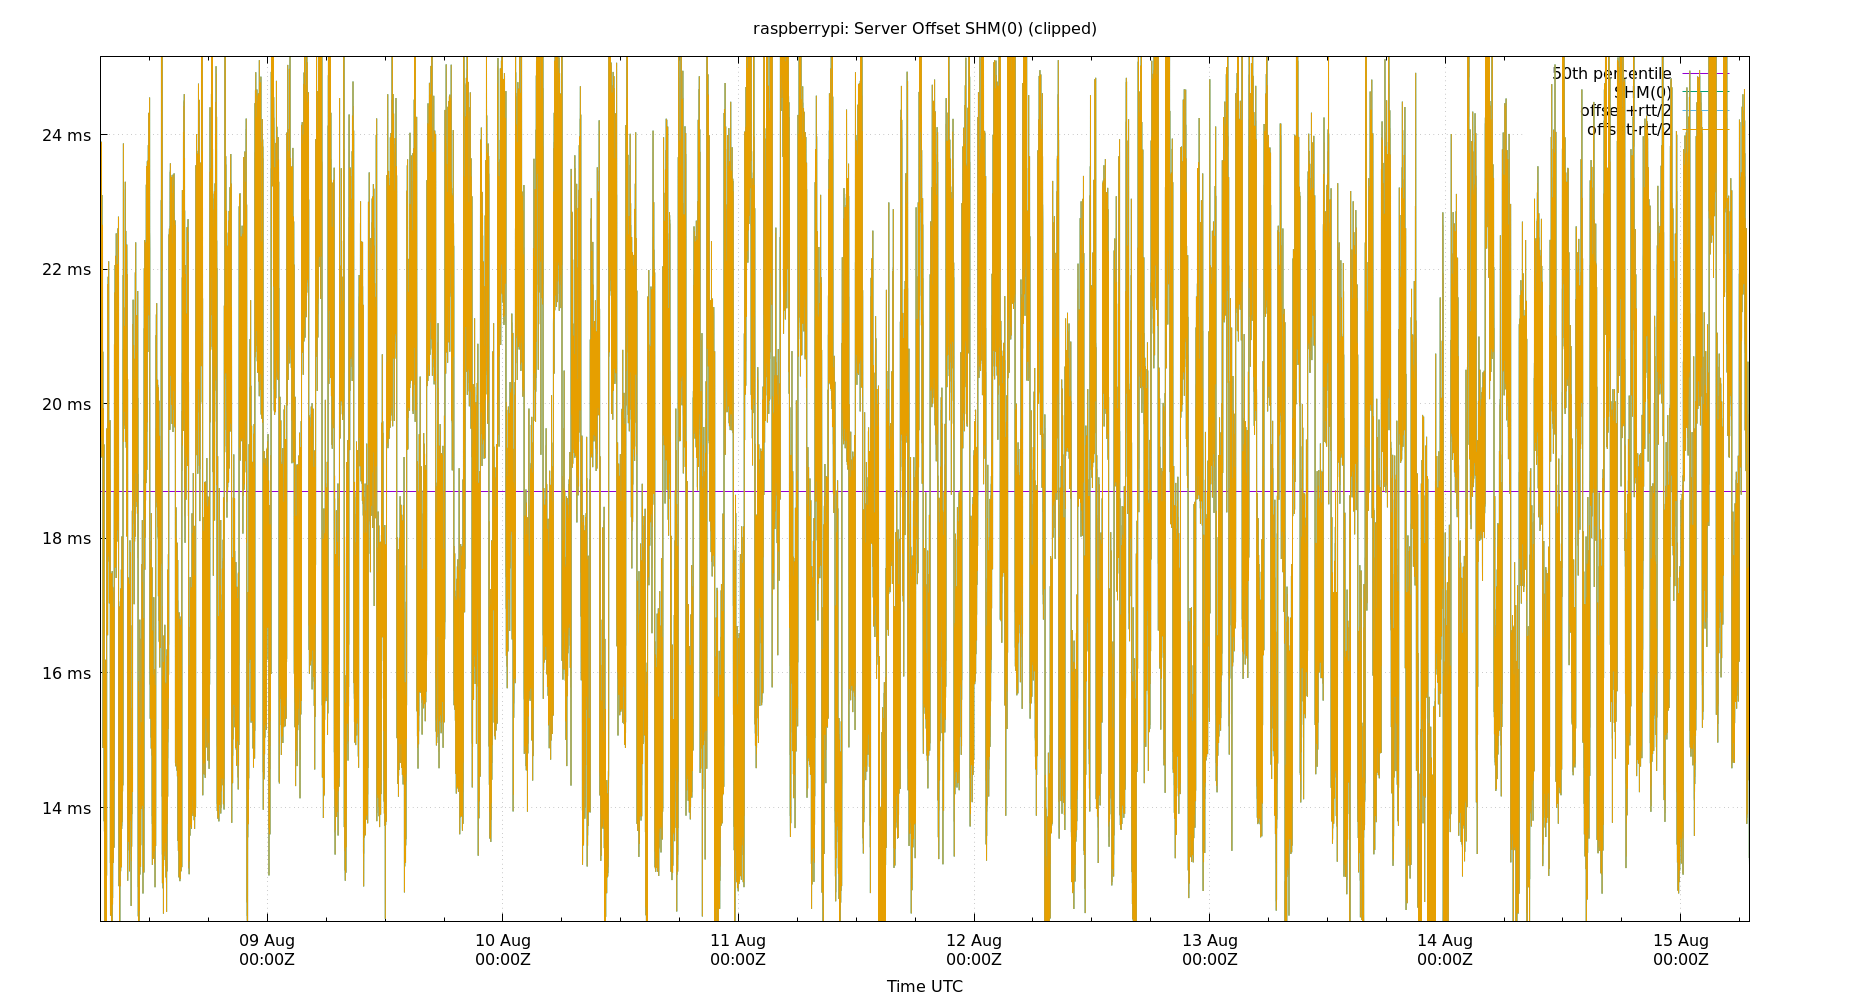 raspberrypi: Server Offset SHM(0) (clipped)
50th percentile
SHM(0)
offset+rtt/2
offset-rtt/2
24 ms
22 ms
20 ms
18 ms
16 ms
14 ms
09 Aug 10 Aug 11 Aug 12 Aug 13 Aug 14 Aug 15 Aug
00:00Z 00:00Z 00:00Z 00:00Z 00:00Z 00:00Z 00:00Z
Time UTC